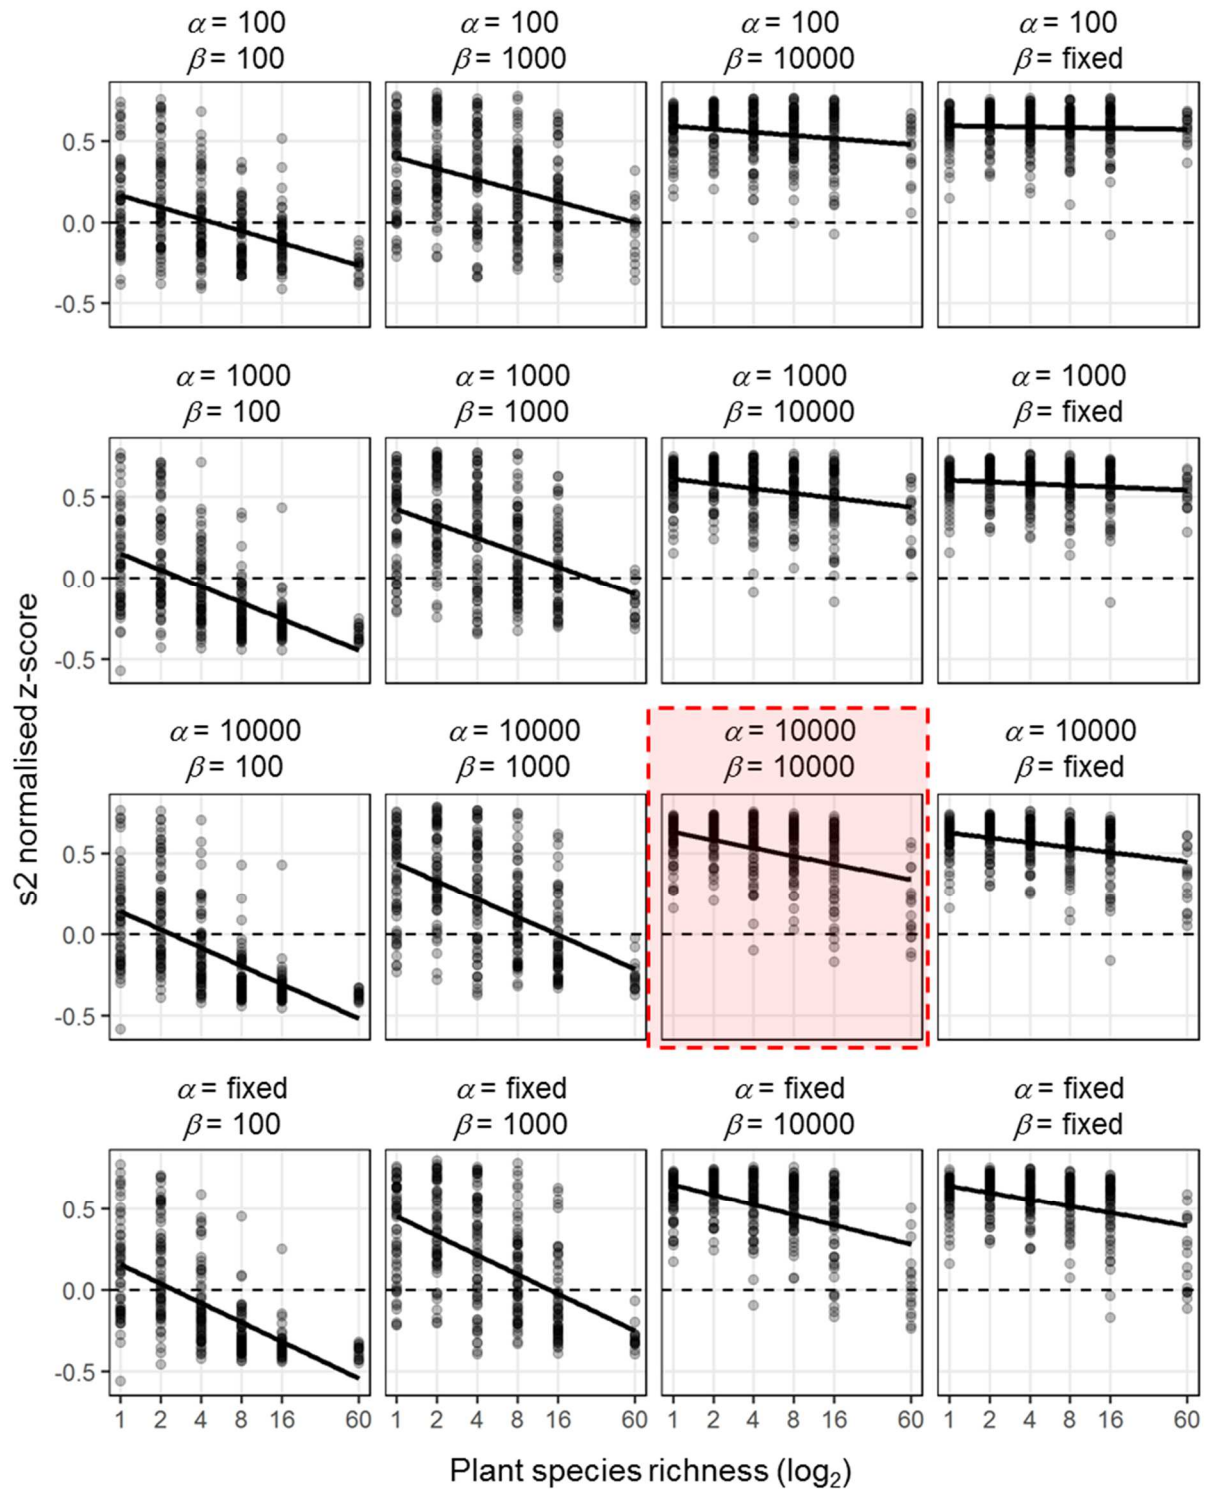 α = 100
β = 100
α = 100
β = 1000
α = 100
β = 10000
α = 100
β = fixed
0.5
0.0
-0.5
α = 1000
β = 100
α = 1000
β = 1000
α = 1000
β = 10000
α = 1000
β = fixed
0.5
0.0
-0.5
s2 normalised z-score
α = 10000
β = 100
α = 10000
β = 1000
α = 10000
β = 10000
α = 10000
β = fixed
0.5
0.0
-0.5
α = fixed
β = 100
α = fixed
β = 1000
α = fixed
β = 10000
α = fixed
β = fixed
0.5
0.0
-0.5
1 2 4 8 16 60
1 2 4 8 16 60
1 2 4 8 16 60
1 2 4 8 16 60
Plant species richness (log₂)